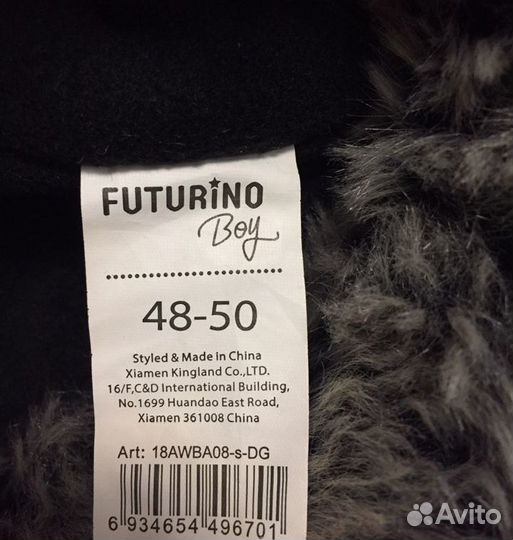 FUTURINO
Boy
48-50
Styled & Made in China
Xiamen Kingland Co.,LTD.
16/F,C&D International Building,
No.1699 Huandao East Road,
Xiamen 361008 China
Art: 18AWBA08-s-DG
6 934654 496701
Avito